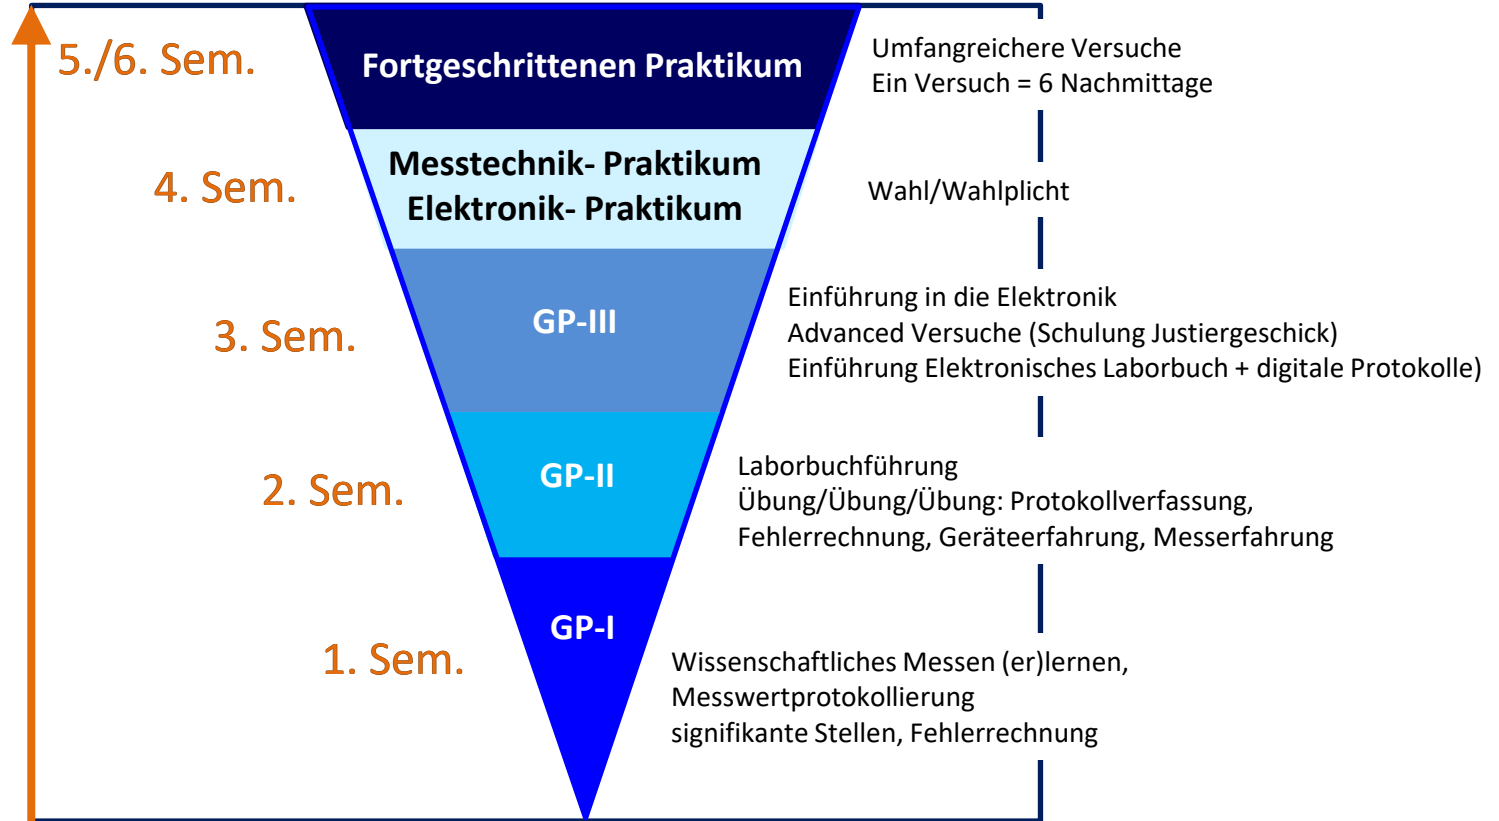 5./6. Sem.
Fortgeschrittenen Praktikum
Umfangreichere Versuche
Ein Versuch = 6 Nachmittage
4. Sem.
Messtechnik- Praktikum
Elektronik- Praktikum
Wahl/Wahlplicht
3. Sem.
GP-III
Einführung in die Elektronik
Advanced Versuche (Schulung Justiergeschick)
Einführung Elektronisches Laborbuch + digitale Protokolle)
2. Sem.
GP-II
Laborbuchführung
Übung/Übung/Übung: Protokollverfassung,
Fehlerrechnung, Geräteerfahrung, Messerfahrung
1. Sem.
GP-I
Wissenschaftliches Messen (er)lernen,
Messwertprotokollierung
signifikante Stellen, Fehlerrechnung